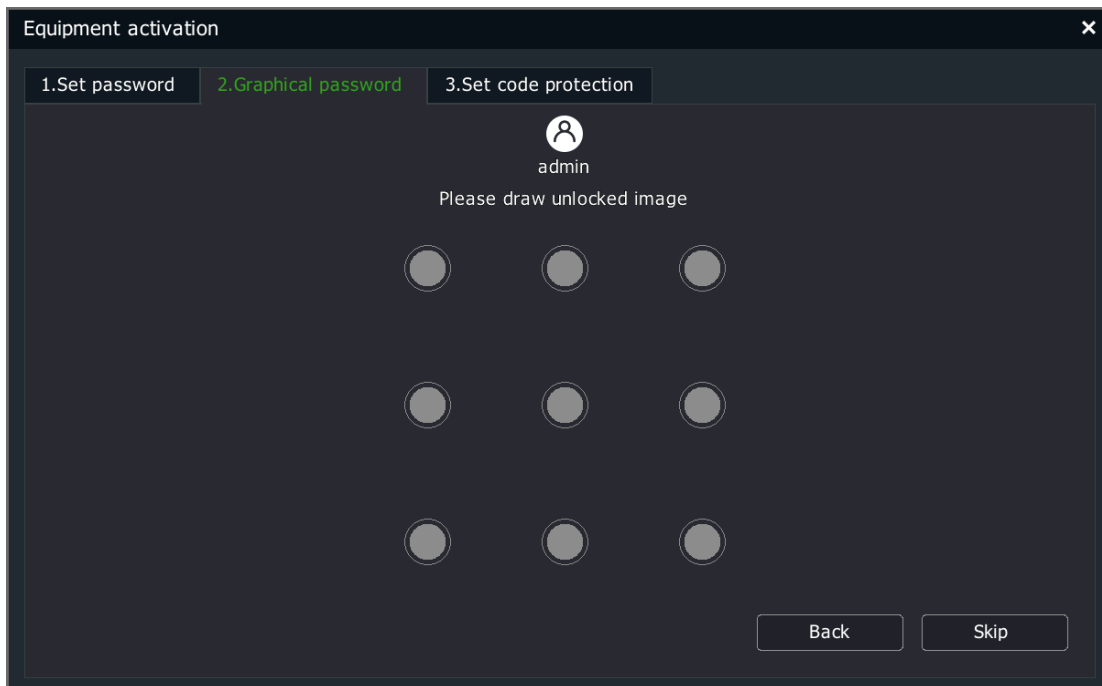 Equipment activation
1.Set password 2.Graphical password 3.Set code protection
admin
Please draw unlocked image
Back Skip